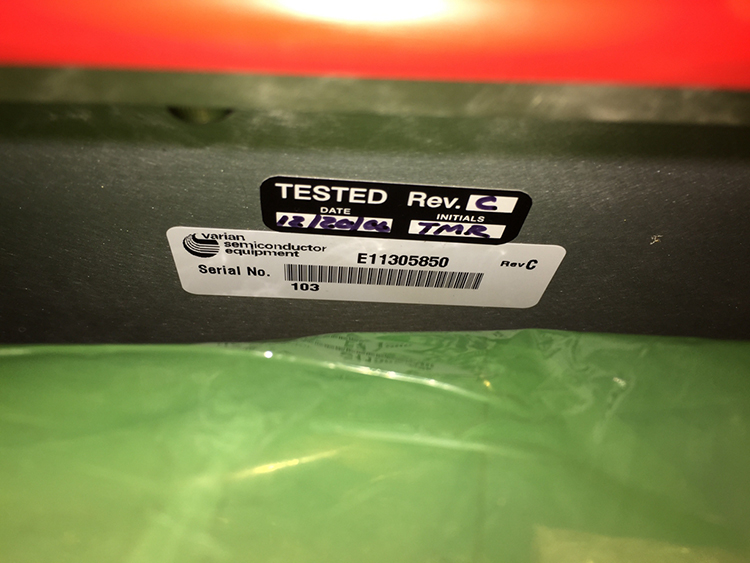 TESTED Rev. C
DATE INITIALS
12/20/06 TMR
varian
semiconductor
equipment
E11305850 Rev C
Serial No.
103